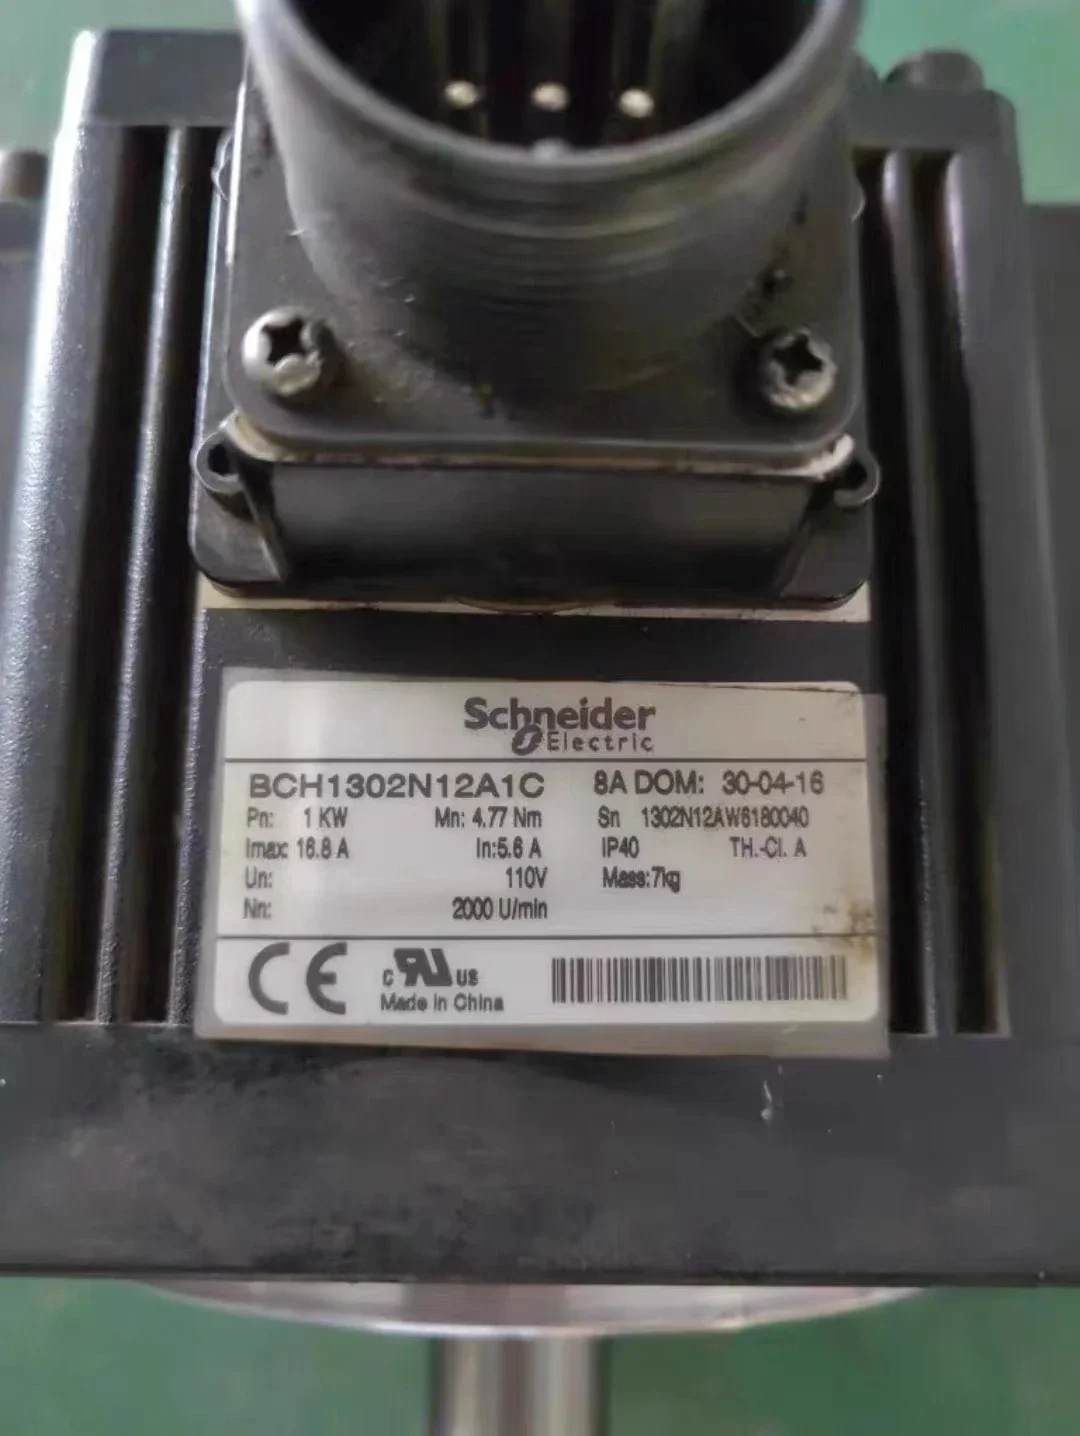 Schneider
Electric
BCH1302N12A1C 8A DOM: 30-04-16
Pn: 1 KW Mn: 4.77 Nm Sn 1302N12AW6180040
Imax: 16.8 A In:5.6 A IP40 TH.-Cl. A
Un: 110V Mass:7kg
Nn: 2000 U/min
CE c RU US
Made in China